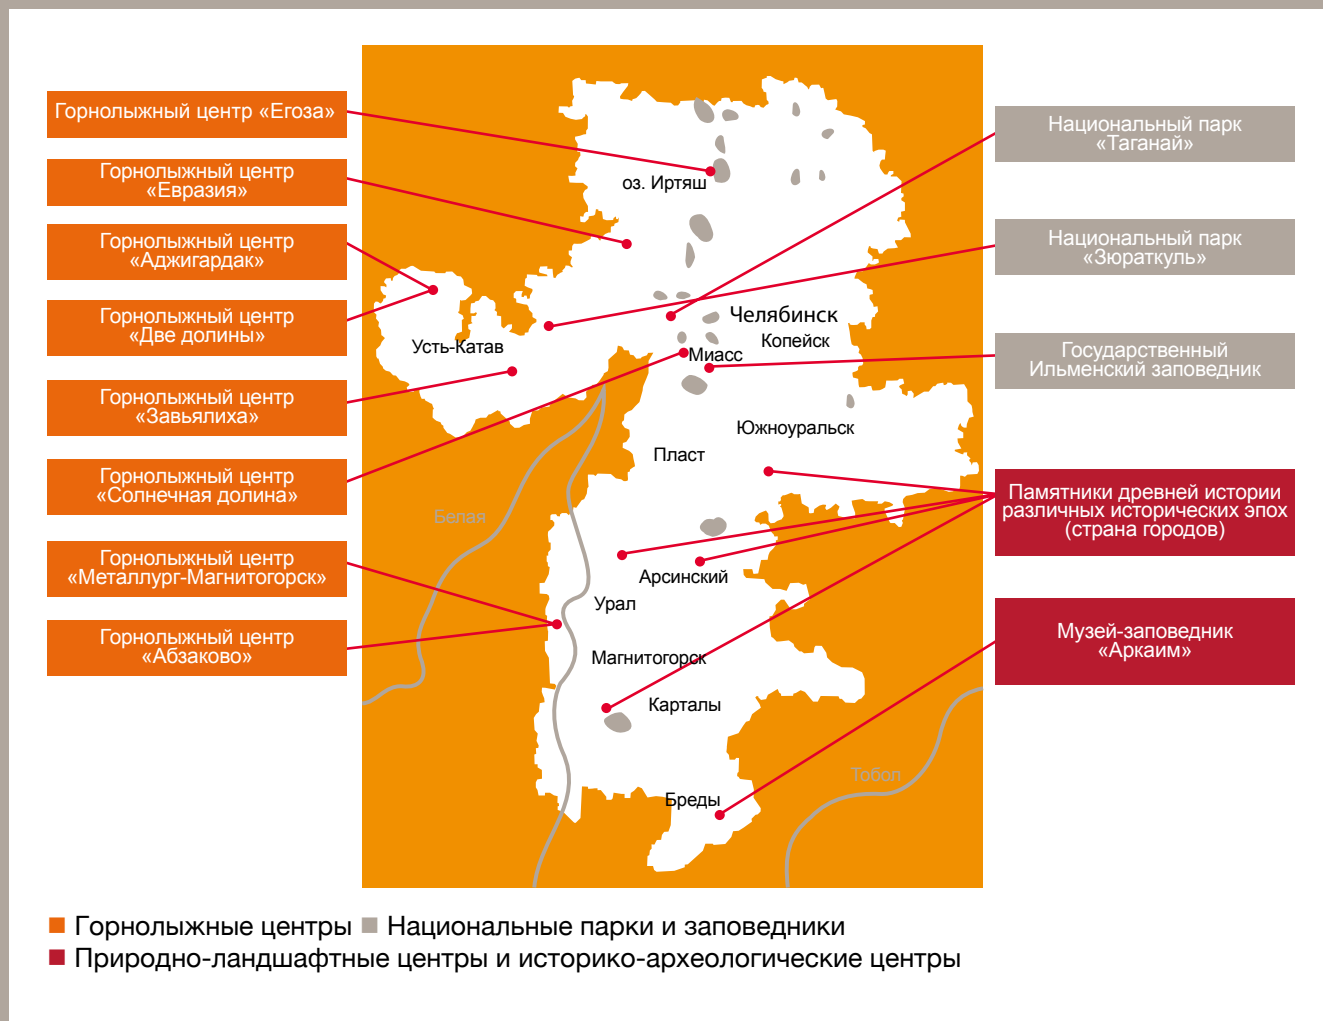 Горнолыжный центр «Егоза»
Горнолыжный центр
«Евразия»
Горнолыжный центр
«Аджигардак»
Горнолыжный центр
«Две долины»
Горнолыжный центр
«Завьялиха»
Горнолыжный центр
«Солнечная долина»
Горнолыжный центр
«Металлург-Магнитогорск»
Горнолыжный центр
«Абзаково»
оз. Иртяш
Челябинск
Копейск
Усть-Катав
Миасс
Южноуральск
Пласт
Белая
Арсинский
Урал
Магнитогорск
Карталы
Тобол
Бреды
Национальный парк
«Таганай»
Национальный парк
«Зюраткуль»
Государственный
Ильменский заповедник
Памятники древней истории
различных исторических эпох
(страна городов)
Музей-заповедник
«Аркаим»
Горнолыжные центры Национальные парки и заповедники
Природно-ландшафтные центры и историко-археологические центры